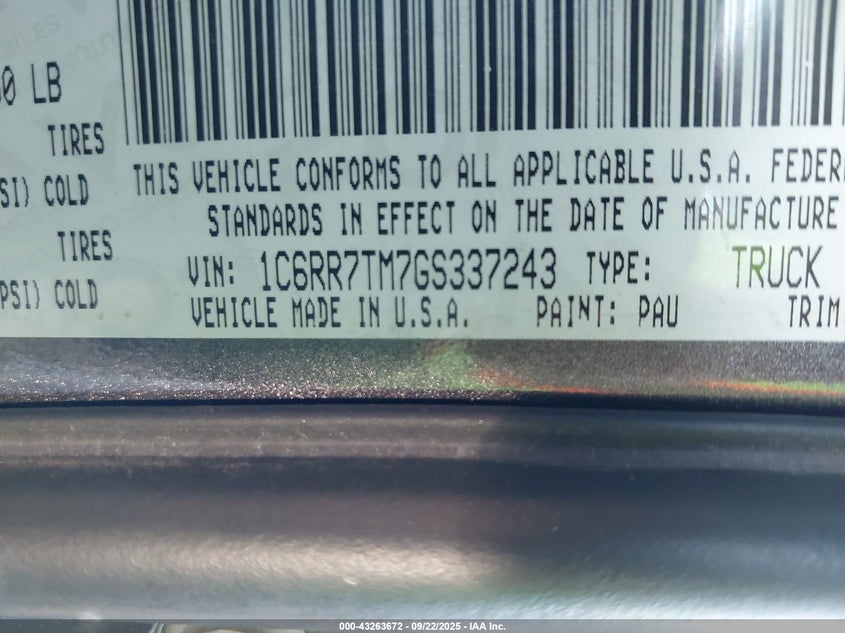 00 LB
TIRES
THIS VEHICLE CONFORMS TO ALL APPLICABLE U.S.A. FEDER
SI) COLD
STANDARDS IN EFFECT ON THE DATE OF MANUFACTURE
TIRES
VIN: 1C6RR7TM7GS337243 TYPE: TRUCK
PSI) COLD
VEHICLE MADE IN U.S.A. PAINT: PAU TRIM
000-43263672 - 09/22/2025 - IAA Inc.